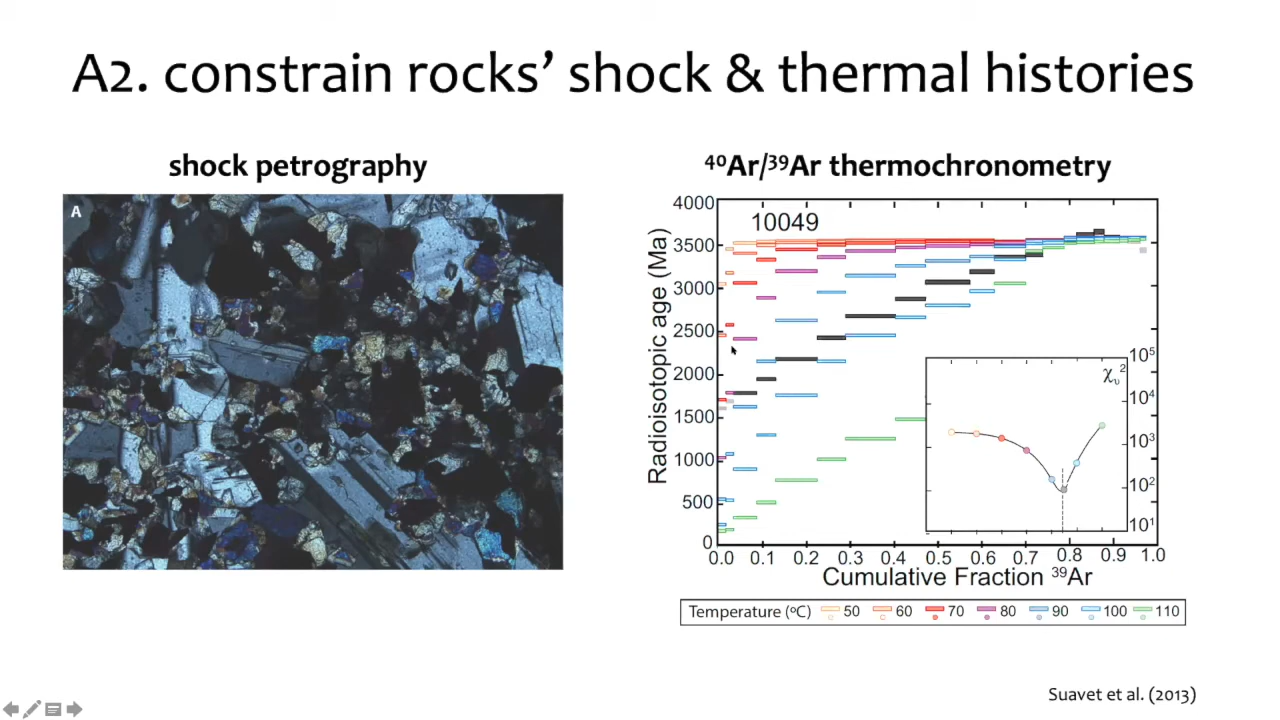 A2. constrain rocks’ shock & thermal histories
shock petrography
A
⁴⁰Ar/³⁹Ar thermochronometry
10049
Radioisotopic age (Ma)
4000
3500
3000
2500
2000
1500
1000
500
0
0.0 0.1 0.2 0.3 0.4 0.5 0.6 0.7 0.8 0.9 1.0
Cumulative Fraction ³⁹Ar
χᵤ²
10⁵
10⁴
10³
10²
10¹
Temperature (ºC) 50 60 70 80 90 100 110
Suavet et al. (2013)